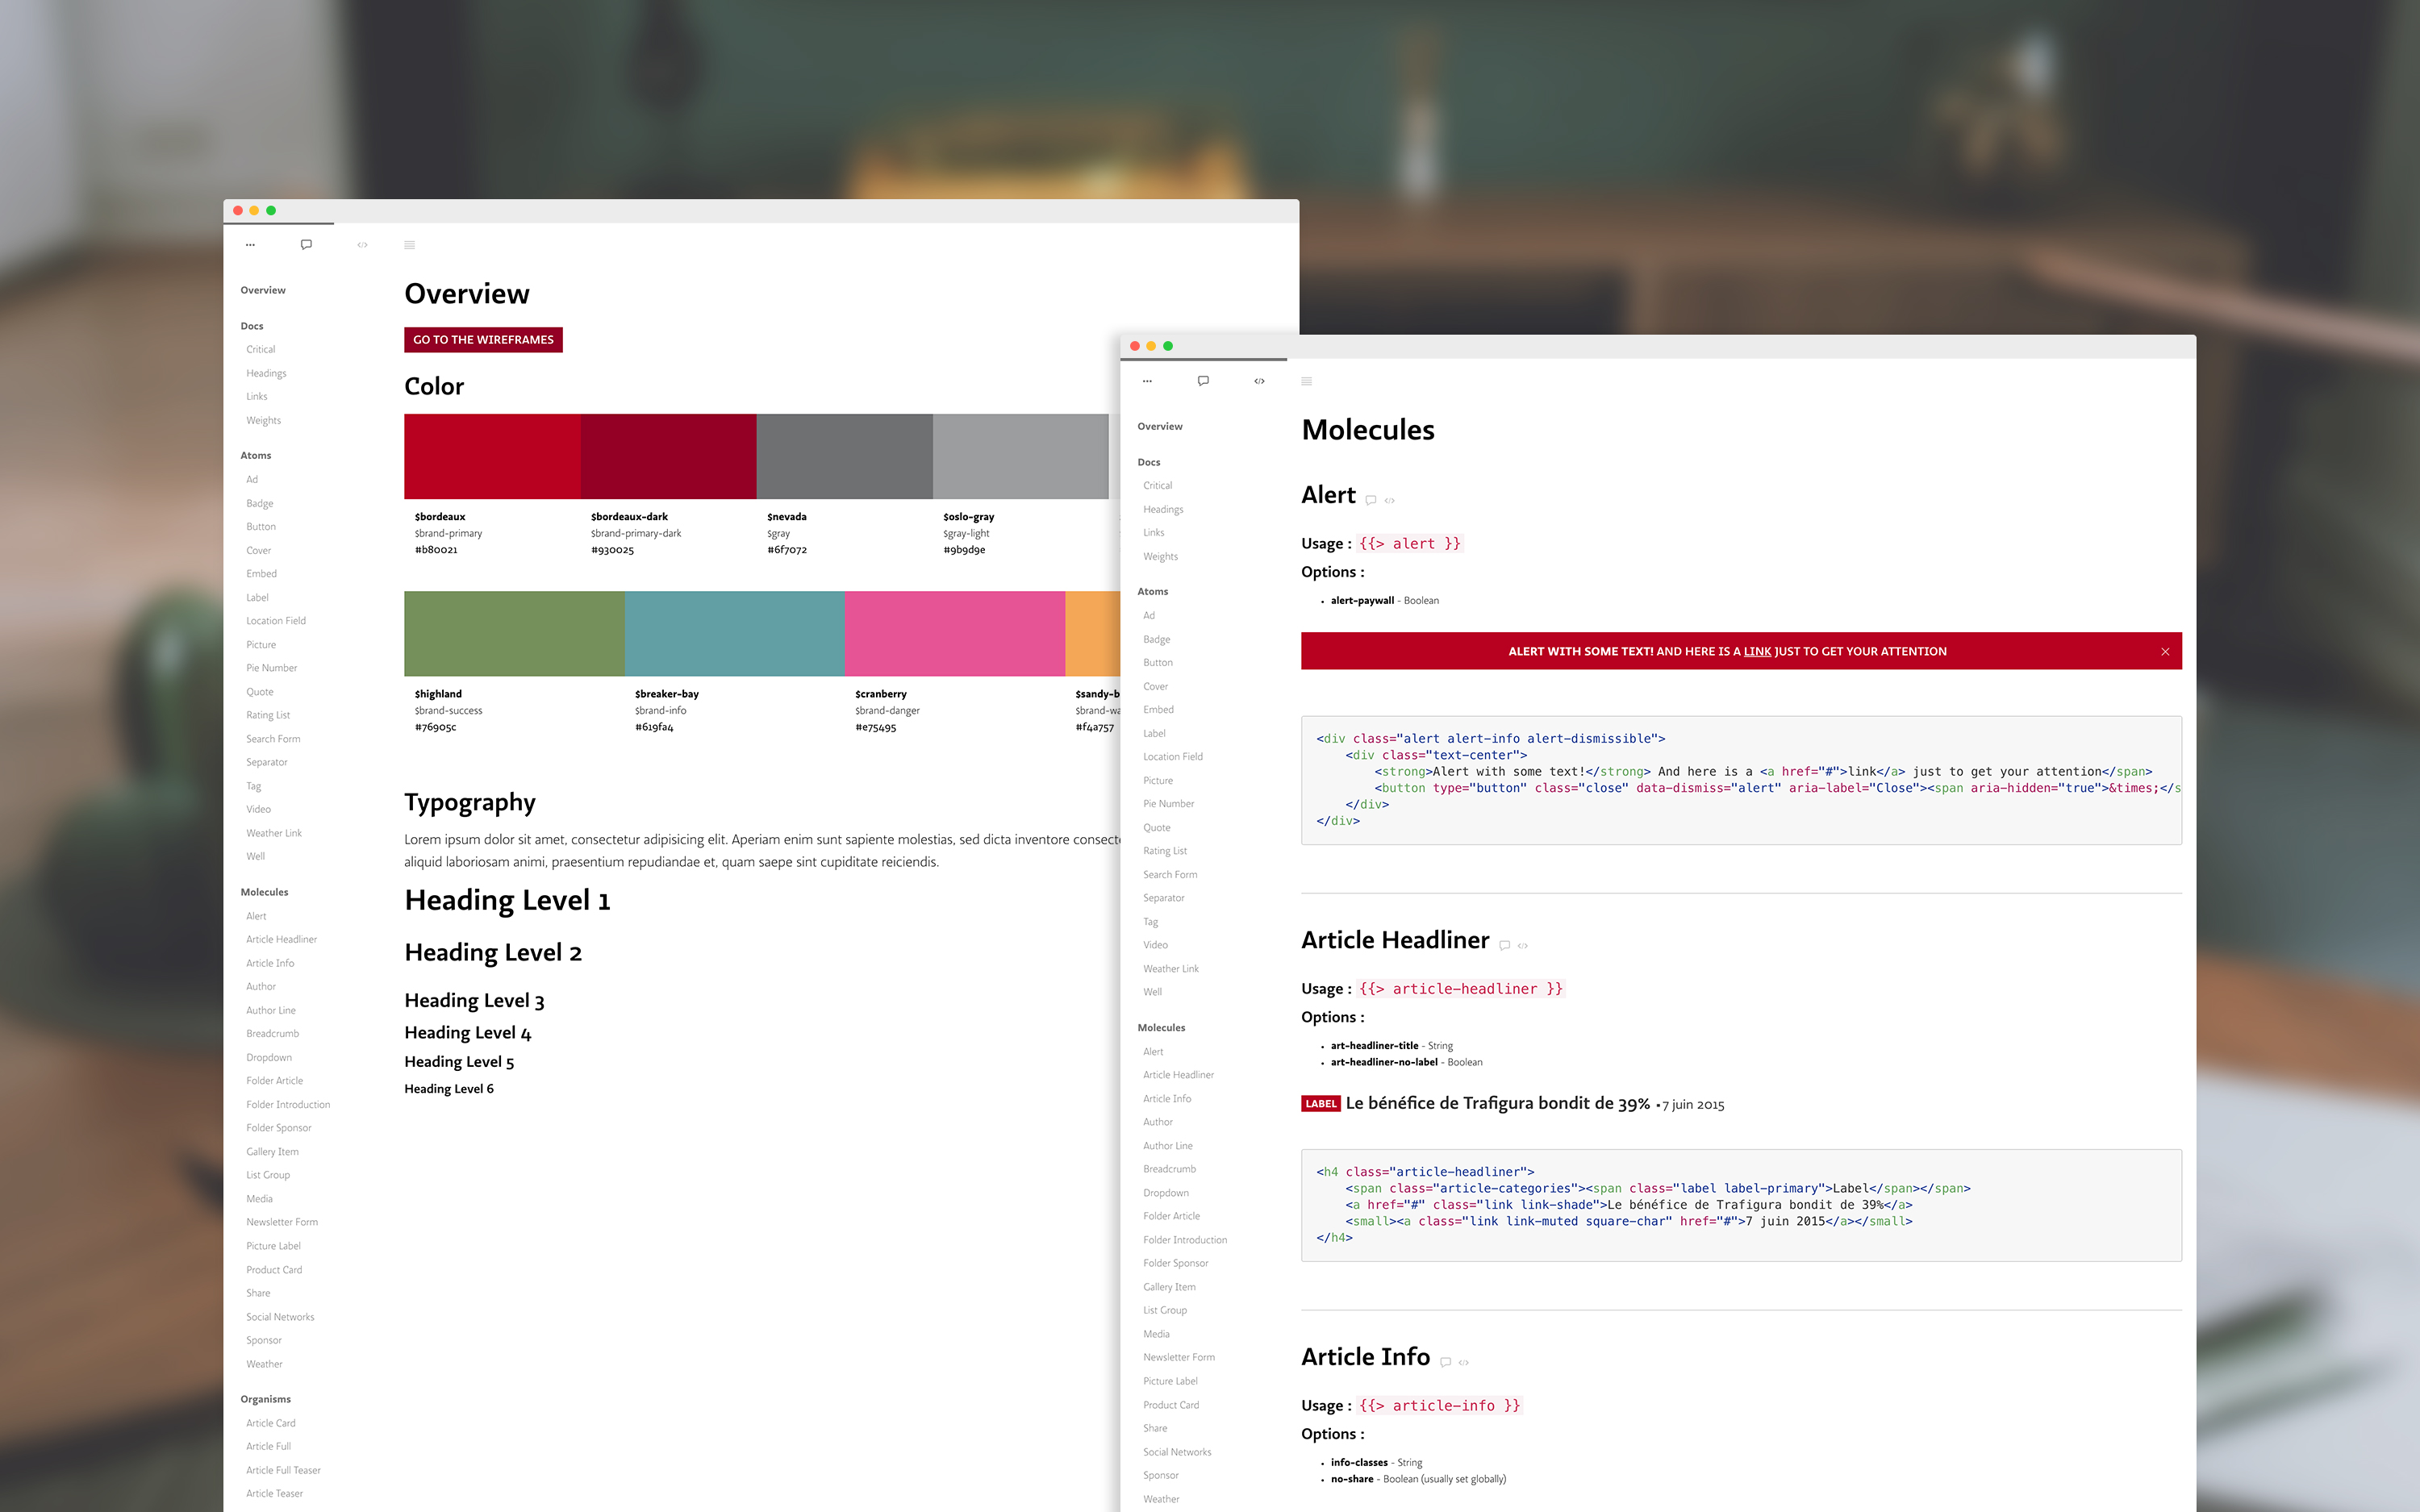 Overview
Docs
Critical
Headings
Links
Weights
Atoms
Ad
Badge
Button
Cover
Embed
Label
Location Field
Picture
Pie Number
Quote
Rating List
Search Form
Separator
Tag
Video
Weather Link
Well
Molecules
Alert
Article Headliner
Article Info
Author
Author Line
Breadcrumb
Dropdown
Folder Article
Folder Introduction
Folder Sponsor
Gallery Item
List Group
Media
Newsletter Form
Picture Label
Product Card
Share
Social Networks
Sponsor
Weather
Organisms
Article Card
Article Full
Article Full Teaser
Article Teaser
Overview
GO TO THE WIREFRAMES
Color
$bordeaux $bordeaux-dark $nevada $oslo-gray
$brand-primary $brand-primary-dark $gray $gray-light
#b80021 #930025 #6f7072 #9b9d9e
$highland $breaker-bay $cranberry $sandy-b
$brand-success $brand-info $brand-danger $brand-wa
#76905c #619fa4 #e75495 #f4a757
Typography
Lorem ipsum dolor sit amet, consectetur adipisicing elit. Aperiam enim sunt sapiente molestias, sed dicta inventore consect
aliquid laboriosam animi, praesentium repudiandae et, quam saepe sint cupiditate reiciendis.
Heading Level 1
Heading Level 2
Heading Level 3
Heading Level 4
Heading Level 5
Heading Level 6
Overview
Docs
Critical
Headings
Links
Weights
Atoms
Ad
Badge
Button
Cover
Embed
Label
Location Field
Picture
Pie Number
Quote
Rating List
Search Form
Separator
Tag
Video
Weather Link
Well
Molecules
Alert
Article Headliner
Article Info
Author
Author Line
Breadcrumb
Dropdown
Folder Article
Folder Introduction
Folder Sponsor
Gallery Item
List Group
Media
Newsletter Form
Picture Label
Product Card
Share
Social Networks
Sponsor
Weather
Molecules
Alert
Usage : {{> alert }}
Options :
• alert-paywall - Boolean
ALERT WITH SOME TEXT! AND HERE IS A LINK JUST TO GET YOUR ATTENTION ×
<div class="alert alert-info alert-dismissible">
<div class="text-center">
<strong>Alert with some text!</strong> And here is a <a href="#">link</a> just to get your attention</span>
<button type="button" class="close" data-dismiss="alert" aria-label="Close"><span aria-hidden="true">&times;</s
</div>
</div>
Article Headliner
Usage : {{> article-headliner }}
Options :
• art-headliner-title - String
• art-headliner-no-label - Boolean
LABEL Le bénéfice de Trafigura bondit de 39% ▪ 7 juin 2015
<h4 class="article-headliner">
<span class="article-categories"><span class="label label-primary">Label</span></span>
<a href="#" class="link link-shade">Le bénéfice de Trafigura bondit de 39%</a>
<small><a class="link link-muted square-char" href="#">7 juin 2015</a></small>
</h4>
Article Info
Usage : {{> article-info }}
Options :
• info-classes - String
• no-share - Boolean (usually set globally)